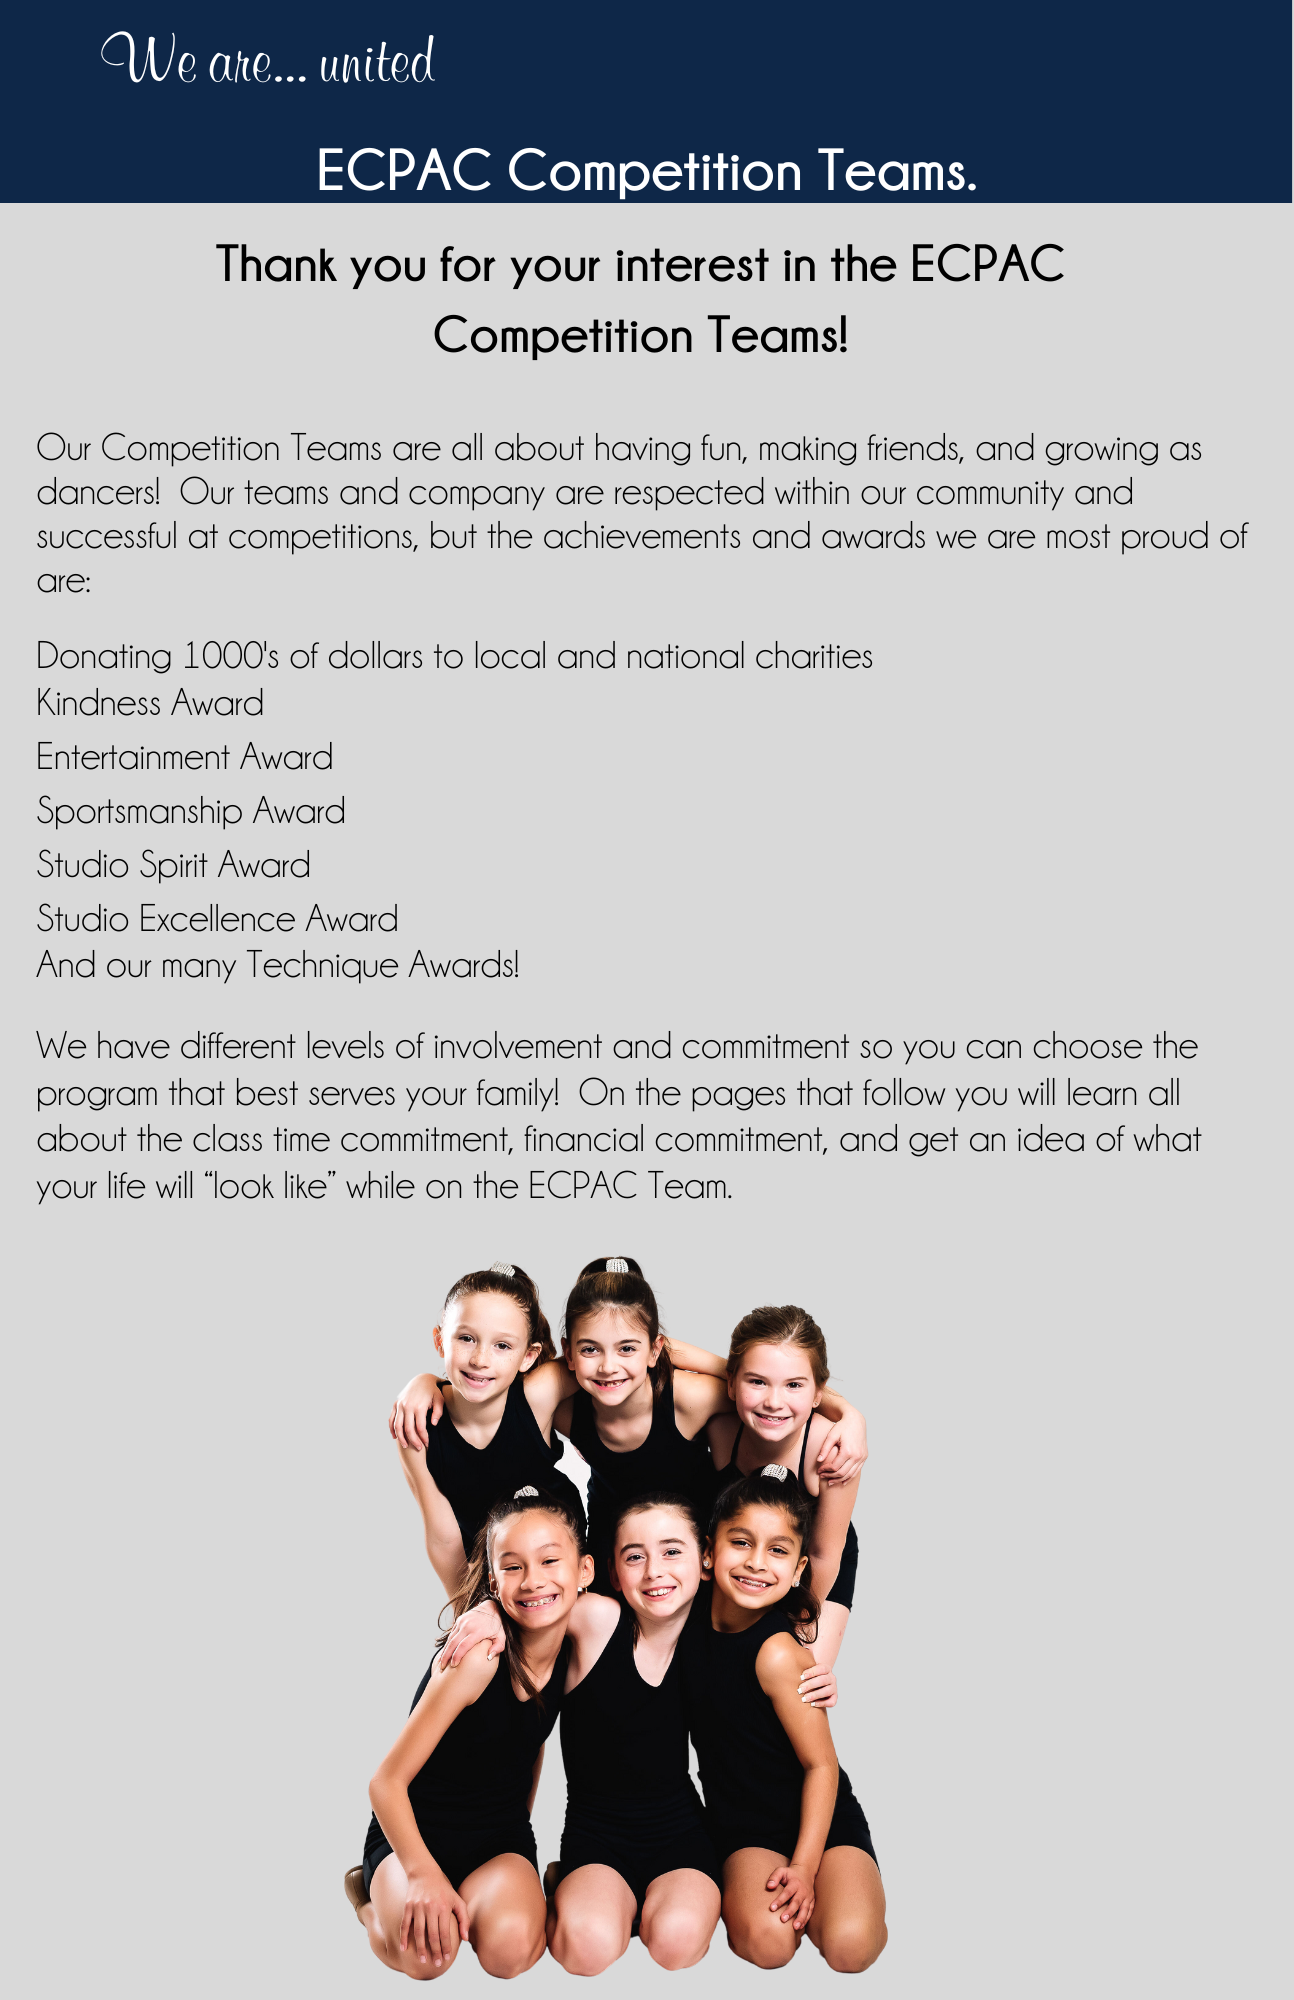 We are... united
ECPAC Competition Teams.
Thank you for your interest in the ECPAC
Competition Teams!
Our Competition Teams are all about having fun, making friends, and growing as
dancers!  Our teams and company are respected within our community and
successful at competitions, but the achievements and awards we are most proud of
are:
Donating 1000's of dollars to local and national charities
Kindness Award
Entertainment Award
Sportsmanship Award
Studio Spirit Award
Studio Excellence Award
And our many Technique Awards!
We have different levels of involvement and commitment so you can choose the
program that best serves your family!  On the pages that follow you will learn all
about the class time commitment, financial commitment, and get an idea of what
your life will “look like” while on the ECPAC Team.